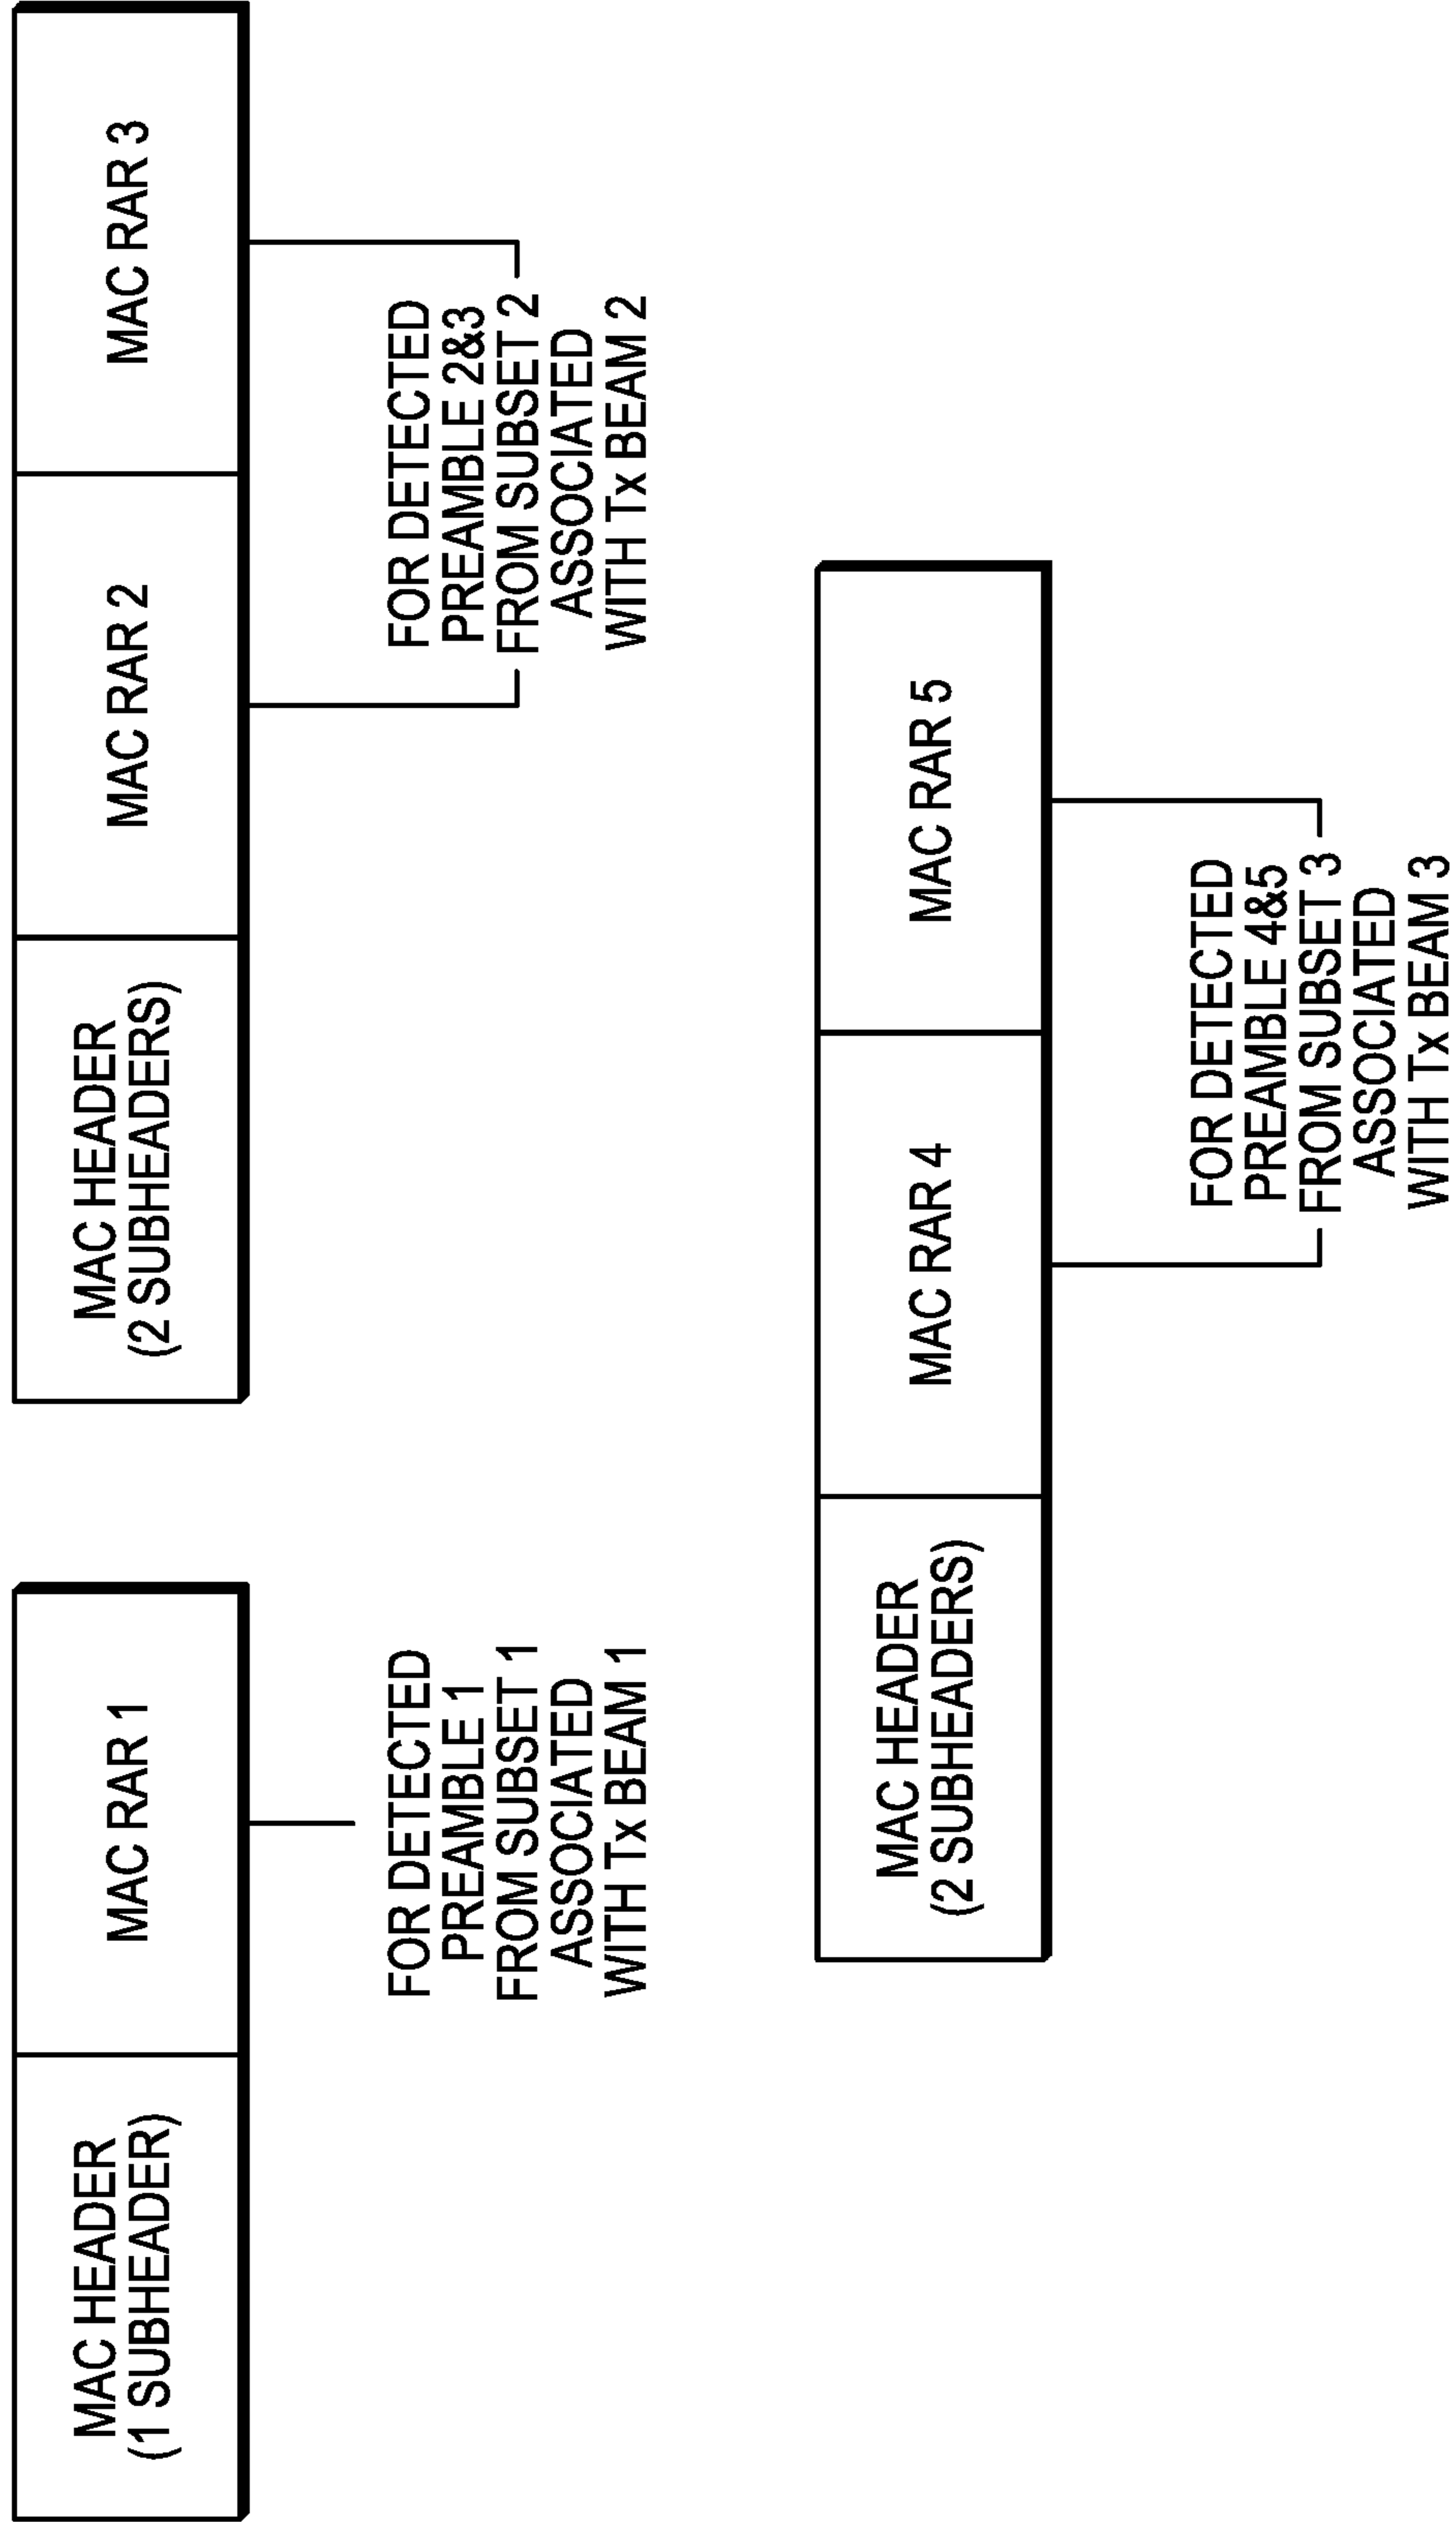 MAC HEADER
(1 SUBHEADER)
MAC RAR 1
FOR DETECTED
PREAMBLE 1
FROM SUBSET 1
ASSOCIATED
WITH Tx BEAM 1
MAC HEADER
(2 SUBHEADERS)
MAC RAR 2
MAC RAR 3
FOR DETECTED
PREAMBLE 2&3
FROM SUBSET 2
ASSOCIATED
WITH Tx BEAM 2
MAC HEADER
(2 SUBHEADERS)
MAC RAR 4
MAC RAR 5
FOR DETECTED
PREAMBLE 4&5
FROM SUBSET 3
ASSOCIATED
WITH Tx BEAM 3